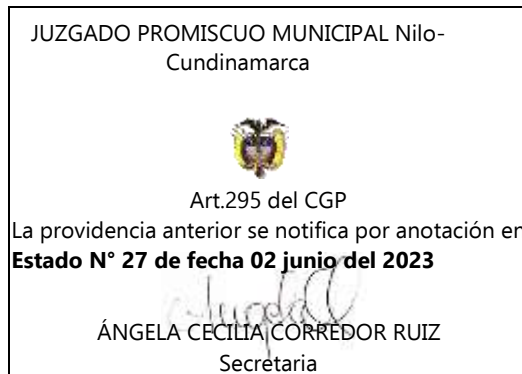 JUZGADO PROMISCUO MUNICIPAL Nilo-
Cundinamarca
Art.295 del CGP
La providencia anterior se notifica por anotación en
Estado N° 27 de fecha 02 junio del 2023
ÁNGELA CECILIA CORREDOR RUIZ
Secretaria